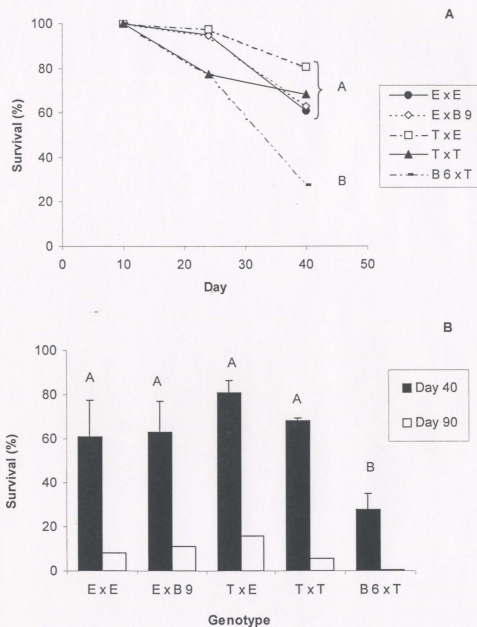 A
100
80
60
40
20
0
Survival (%)
A
B
E x E
E x B 9
T x E
T x T
B 6 x T
0 10 20 30 40 50
Day
B
100
80
60
40
20
0
Survival (%)
A A A A B
Day 40
Day 90
E x E E x B 9 T x E T x T B 6 x T
Genotype